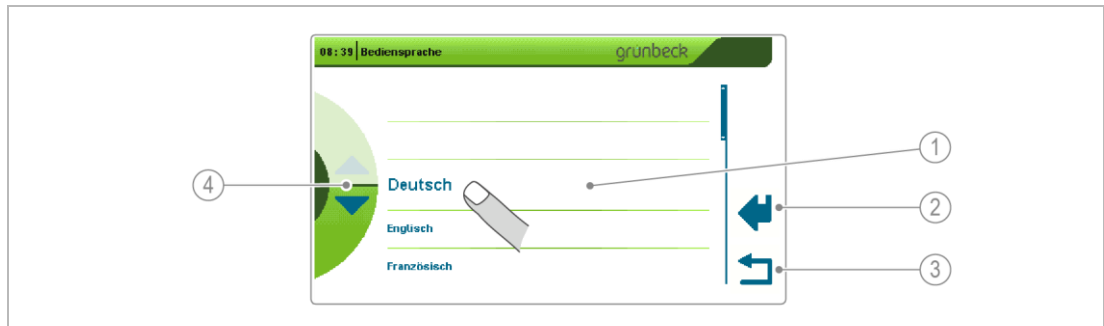 08:39 Bediensprache grünbeck
Deutsch
Englisch
Französisch
1
2
3
4